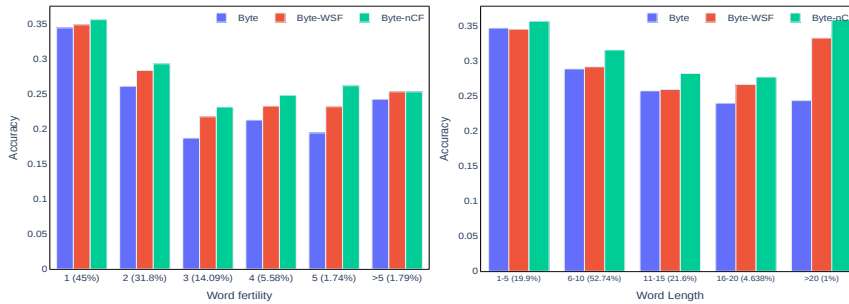 Byte Byte-WSF Byte-nCF
0.35
0.3
0.25
0.2
0.15
0.1
0.05
0
Accuracy
1 (45%) 2 (31.8%) 3 (14.09%) 4 (5.58%) 5 (1.74%) >5 (1.79%)
Word fertility
Byte Byte-WSF Byte-nC
0.35
0.3
0.25
0.2
0.15
0.1
0.05
0
Accuracy
1-5 (19.9%) 6-10 (52.74%) 11-15 (21.6%) 16-20 (4.638%) >20 (1%)
Word Length